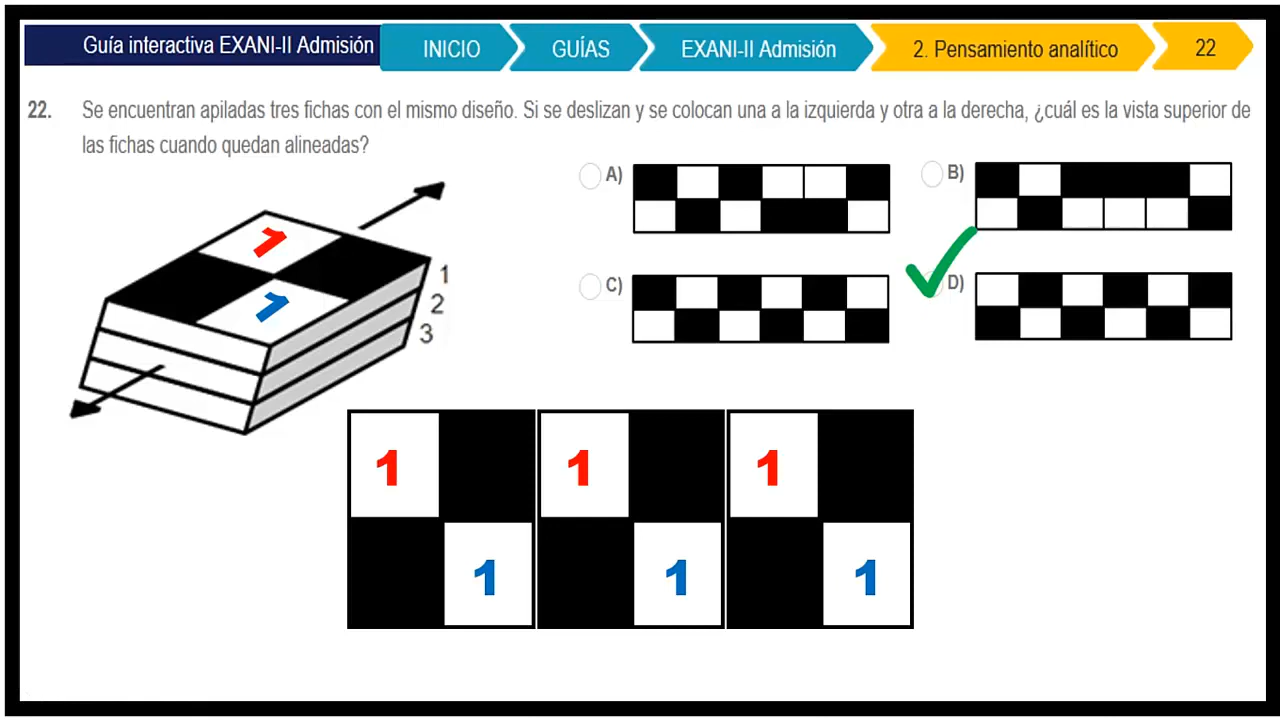 Guía interactiva EXANI-II Admisión INICIO GUÍAS EXANI-II Admisión 2. Pensamiento analítico 22
22. Se encuentran apiladas tres fichas con el mismo diseño. Si se deslizan y se colocan una a la izquierda y otra a la derecha, ¿cuál es la vista superior de
las fichas cuando quedan alineadas?
A) B)
1
1
1
2
3
C) D)
1 1 1
1 1 1